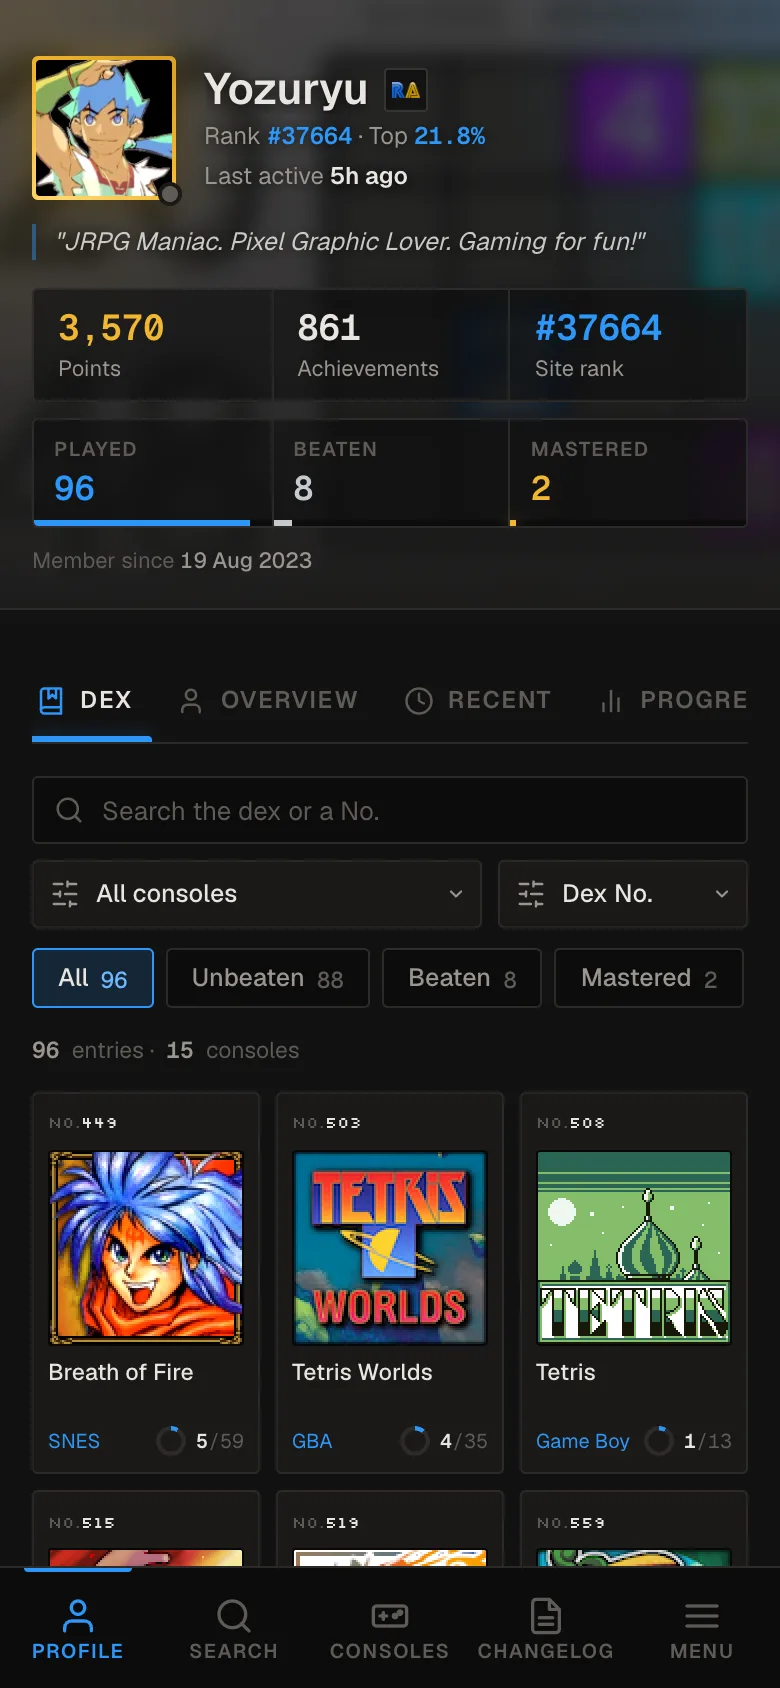 Yozuryu RA
Rank #37664 · Top 21.8%
Last active 5h ago
"JRPG Maniac. Pixel Graphic Lover. Gaming for fun!"
3,570 861 #37664
Points Achievements Site rank
PLAYED BEATEN MASTERED
96 8 2
Member since 19 Aug 2023
DEX OVERVIEW RECENT PROGRE
Search the dex or a No.
All consoles Dex No.
All 96 Unbeaten 88 Beaten 8 Mastered 2
96 entries · 15 consoles
NO.449 NO.503 NO.508
TETRIS
WORLDS
TETRIS
Breath of Fire Tetris Worlds Tetris
SNES 5/59 GBA 4/35 Game Boy 1/13
NO.515 NO.519 NO.559
PROFILE SEARCH CONSOLES CHANGELOG MENU